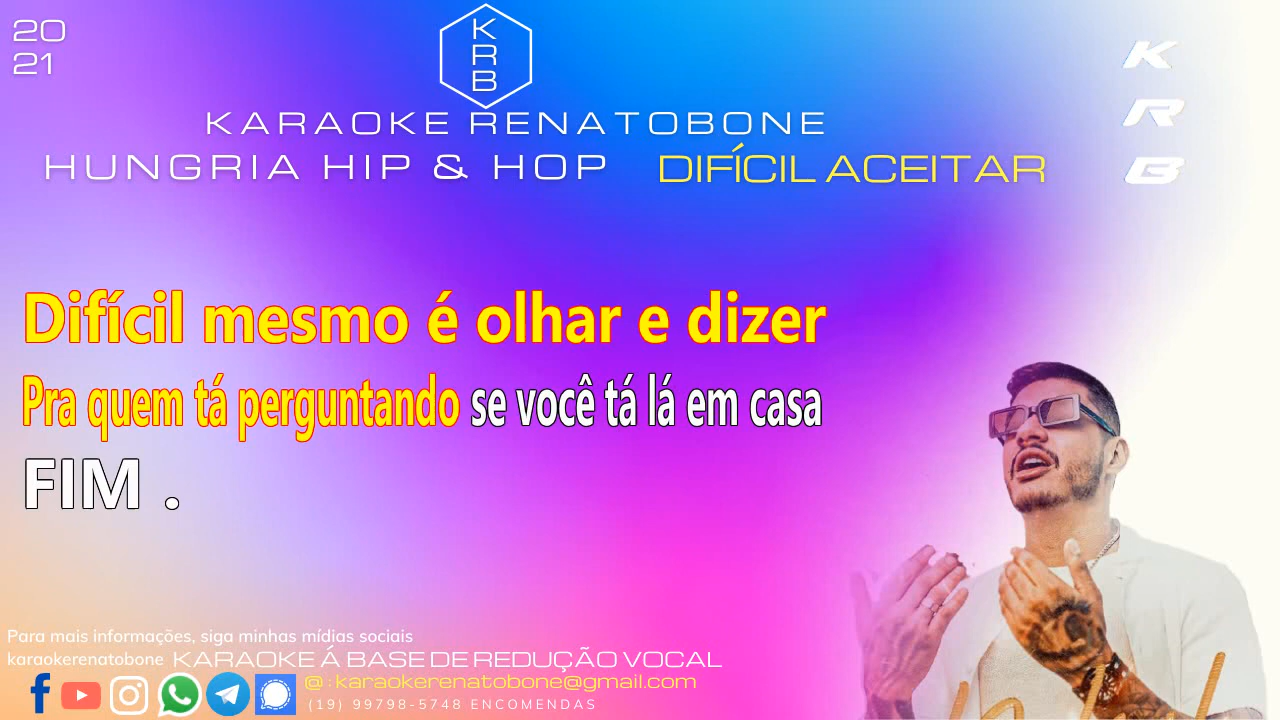 20
21
K
R
B
KARAOKE RENATOBONE
HUNGRIA HIP & HOP DIFÍCIL ACEITAR
K
R
B
Difícil mesmo é olhar e dizer
Pra quem tá perguntando se você tá lá em casa
FIM .
Para mais informações, siga minhas mídias sociais
karaokerenatobone KARAOKE Á BASE DE REDUÇÃO VOCAL
@ : karaokerenatobone@gmail.com
(19) 99798-5748 ENCOMENDAS